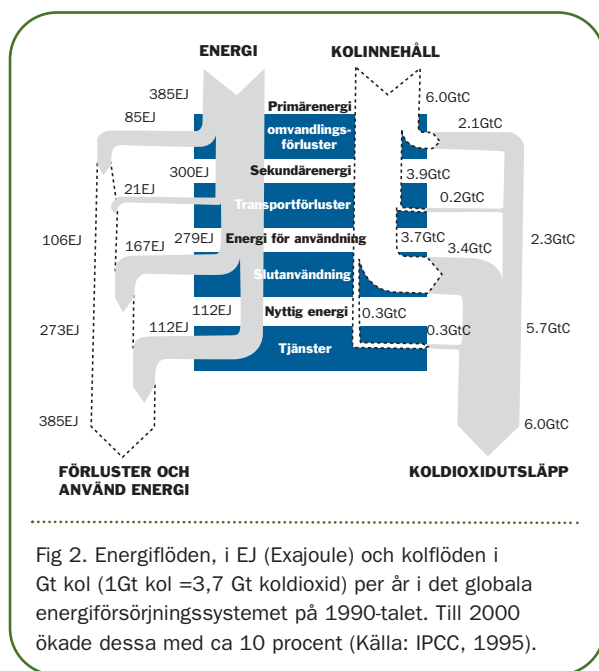 ENERGI KOLINNEHÅLL
385EJ Primärenergi 6.0GtC
85EJ omvandlings- 2.1GtC
förluster
300EJ Sekundärenergi 3.9GtC
21EJ Transportförluster 0.2GtC
106EJ 279EJ Energi för användning 3.7GtC 2.3GtC
167EJ Slutanvändning 3.4GtC
112EJ Nyttig energi 0.3GtC
273EJ 112EJ Tjänster 0.3GtC 5.7GtC
385EJ 6.0GtC
FÖRLUSTER OCH KOLDIOXIDUTSLÄPP
ANVÄND ENERGI
Fig 2. Energiflöden, i EJ (Exajoule) och kolflöden i
Gt kol (1Gt kol =3,7 Gt koldioxid) per år i det globala
energiförsörjningssystemet på 1990-talet. Till 2000
ökade dessa med ca 10 procent (Källa: IPCC, 1995).